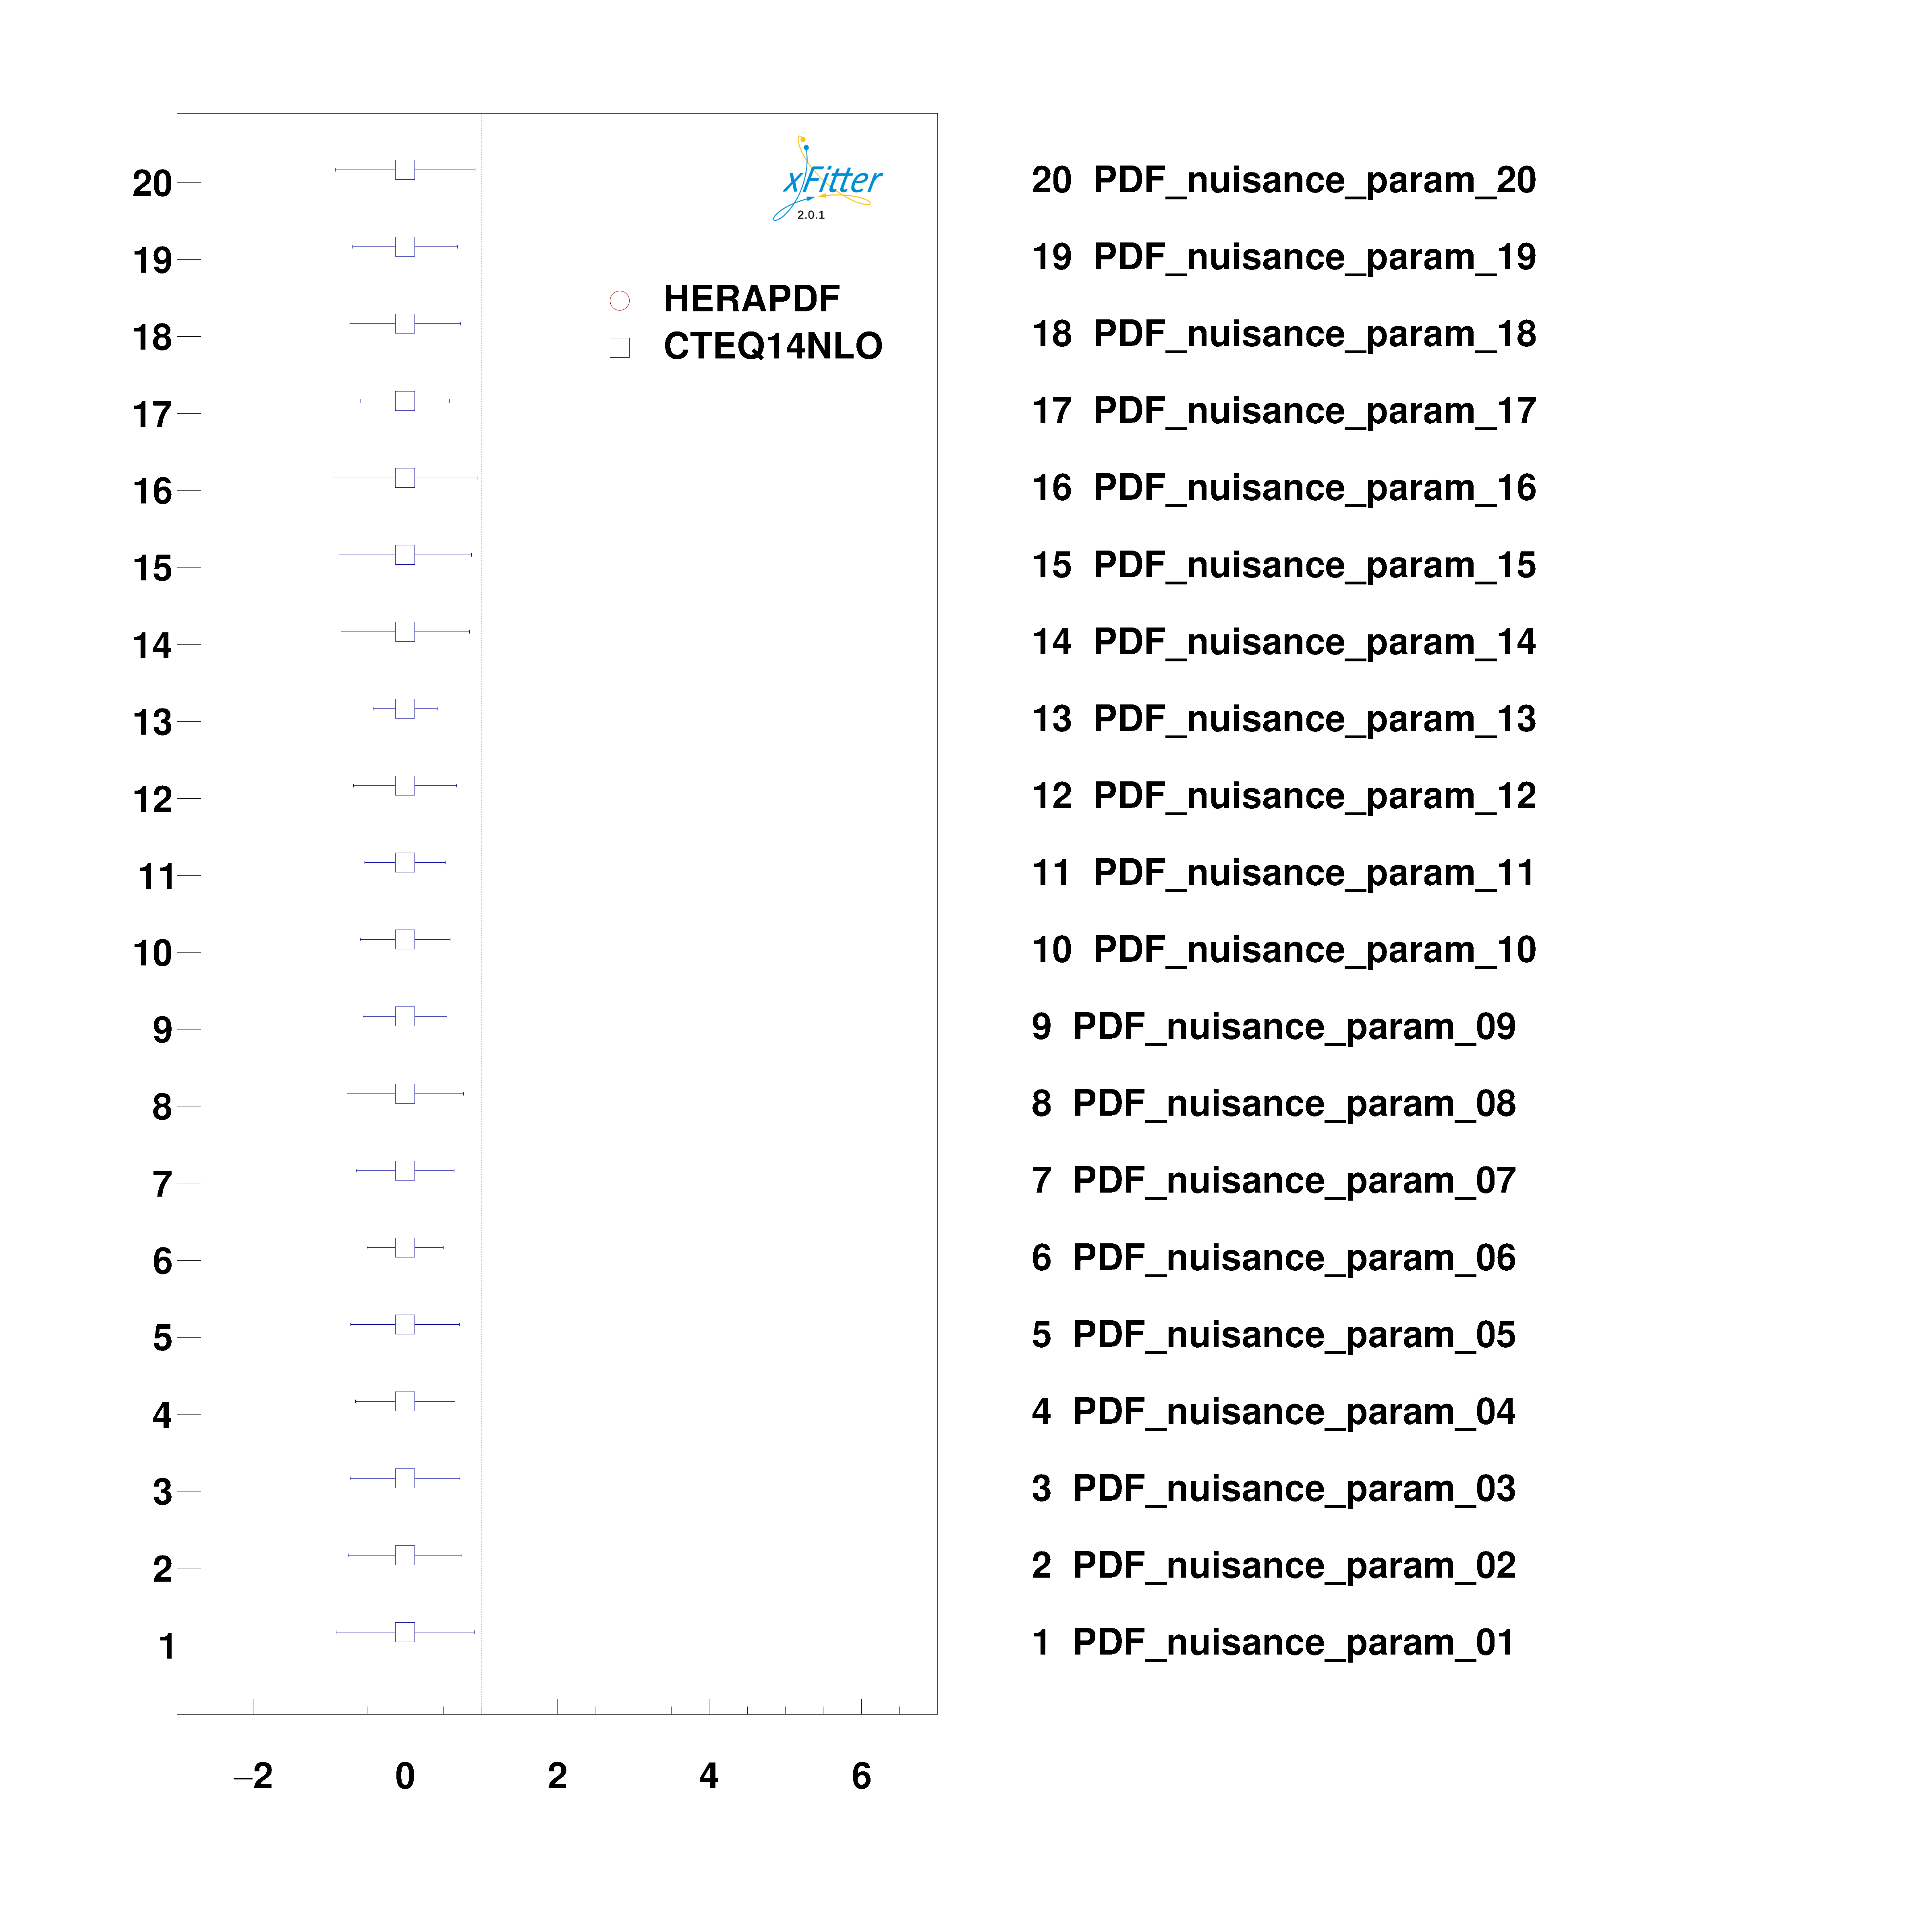 xFitter
2.0.1
HERAPDF
CTEQ14NLO
20
19
18
17
16
15
14
13
12
11
10
9
8
7
6
5
4
3
2
1
−2 0 2 4 6
20 PDF_nuisance_param_20
19 PDF_nuisance_param_19
18 PDF_nuisance_param_18
17 PDF_nuisance_param_17
16 PDF_nuisance_param_16
15 PDF_nuisance_param_15
14 PDF_nuisance_param_14
13 PDF_nuisance_param_13
12 PDF_nuisance_param_12
11 PDF_nuisance_param_11
10 PDF_nuisance_param_10
9 PDF_nuisance_param_09
8 PDF_nuisance_param_08
7 PDF_nuisance_param_07
6 PDF_nuisance_param_06
5 PDF_nuisance_param_05
4 PDF_nuisance_param_04
3 PDF_nuisance_param_03
2 PDF_nuisance_param_02
1 PDF_nuisance_param_01